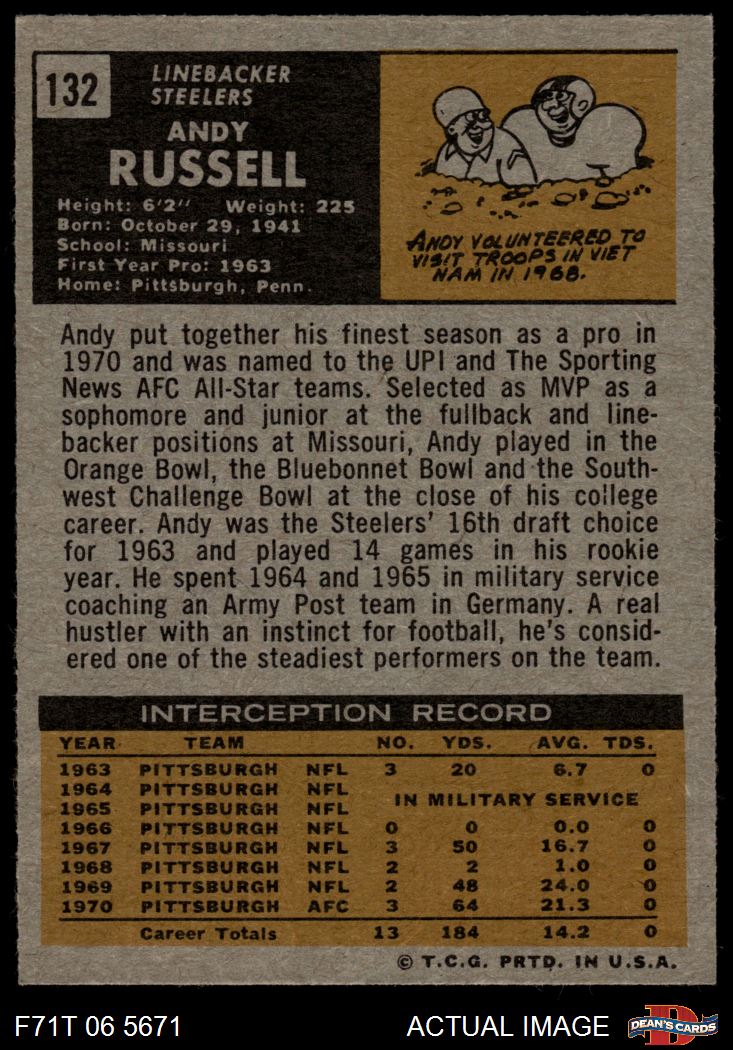 132
LINEBACKER
STEELERS
ANDY
RUSSELL
Height: 6'2" Weight: 225
Born: October 29, 1941
School: Missouri
First Year Pro: 1963
Home: Pittsburgh, Penn.
ANDY VOLUNTEERED TO
VISIT TROOPS IN VIET
NAM IN 1968.
Andy put together his finest season as a pro in
1970 and was named to the UPI and The Sporting
News AFC All-Star teams. Selected as MVP as a
sophomore and junior at the fullback and line-
backer positions at Missouri, Andy played in the
Orange Bowl, the Bluebonnet Bowl and the South-
west Challenge Bowl at the close of his college
career. Andy was the Steelers' 16th draft choice
for 1963 and played 14 games in his rookie
year. He spent 1964 and 1965 in military service
coaching an Army Post team in Germany. A real
hustler with an instinct for football, he's consid-
ered one of the steadiest performers on the team.
INTERCEPTION RECORD
YEAR TEAM NO. YDS. AVG. TDS.
1963 PITTSBURGH NFL 3 20 6.7 0
1964 PITTSBURGH NFL
IN MILITARY SERVICE
1965 PITTSBURGH NFL
1966 PITTSBURGH NFL 0 0 0.0 0
1967 PITTSBURGH NFL 3 50 16.7 0
1968 PITTSBURGH NFL 2 2 1.0 0
1969 PITTSBURGH NFL 2 48 24.0 0
1970 PITTSBURGH AFC 3 64 21.3 0
Career Totals 13 184 14.2 0
© T.C.G. PRTD. IN U.S.A.
F71T 06 5671 ACTUAL IMAGE
D
DEAN'S CARDS